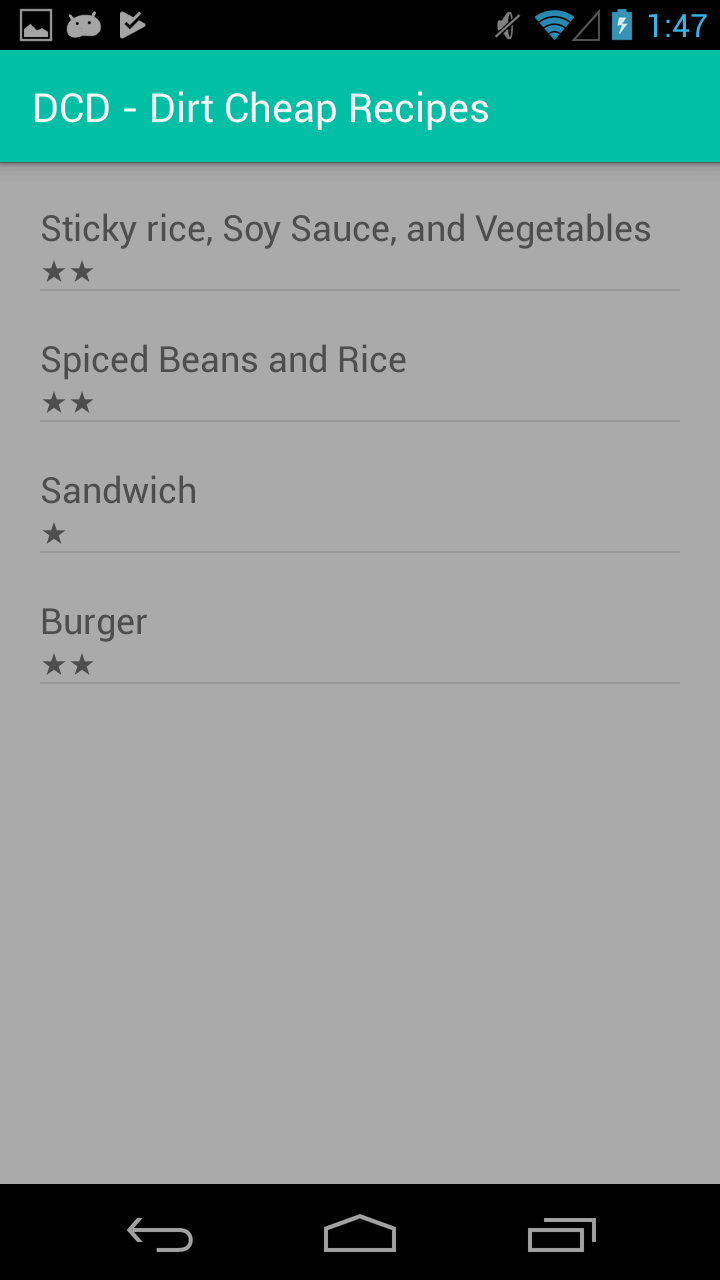 1:47
DCD - Dirt Cheap Recipes
Sticky rice, Soy Sauce, and Vegetables
★★
Spiced Beans and Rice
★★
Sandwich
★
Burger
★★